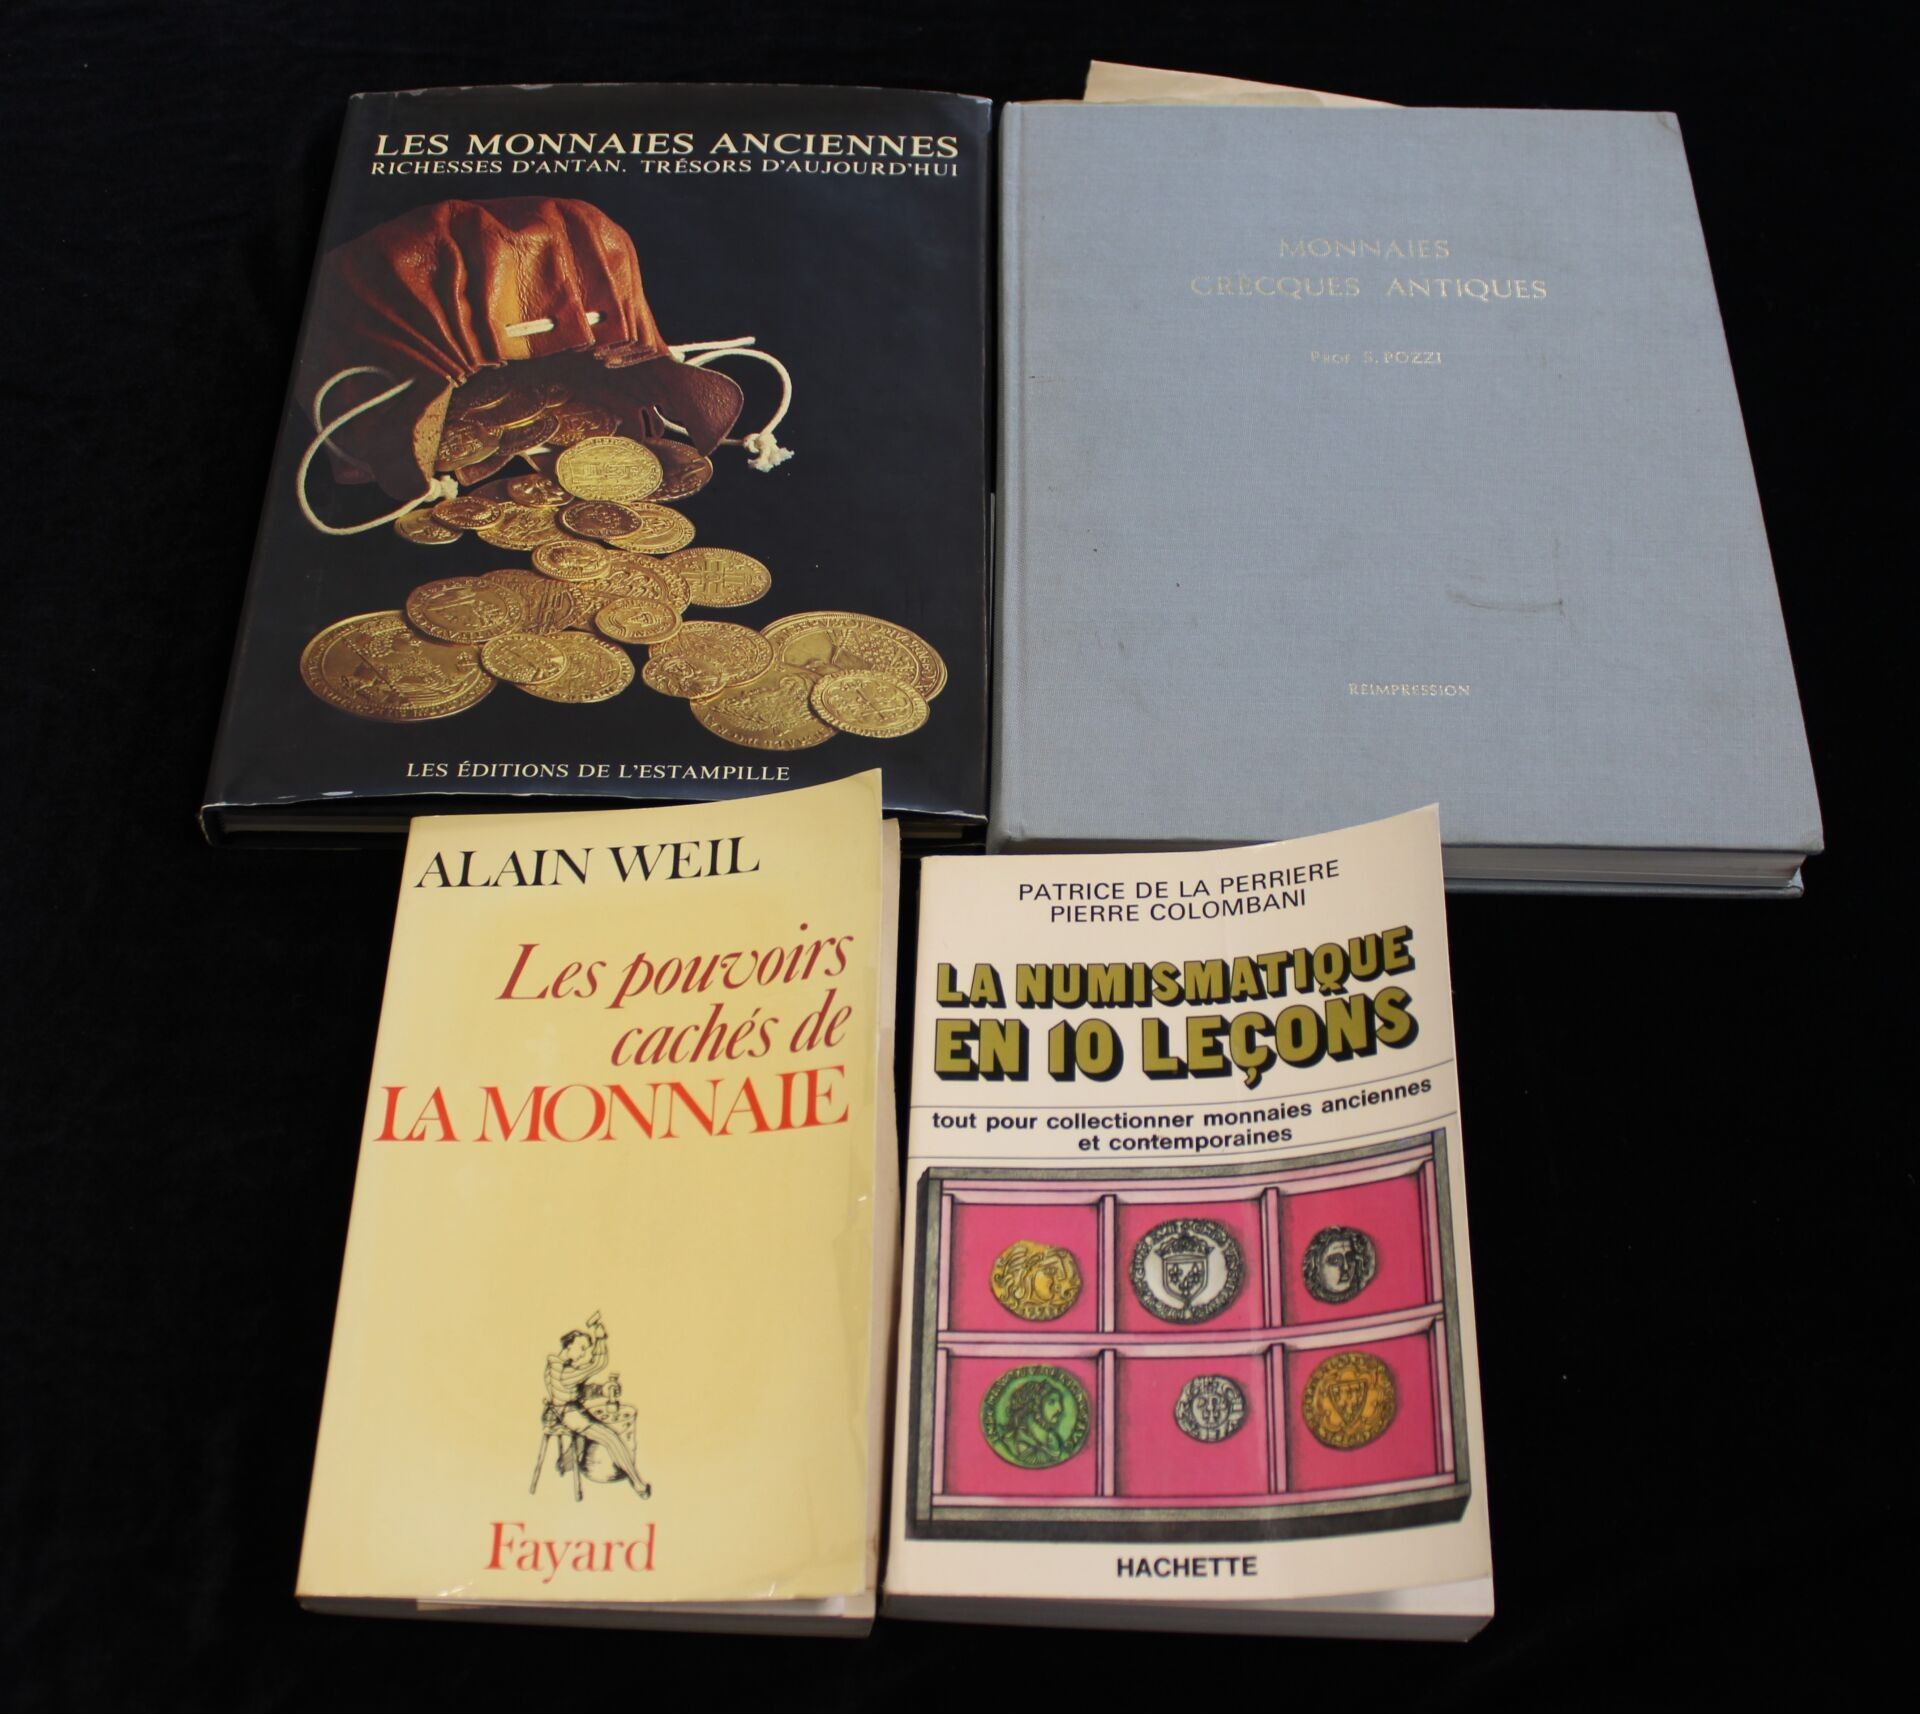 LES MONNAIES ANCIENNES
RICHESSES D'ANTAN. TRÉSORS D'AUJOURD'HUI
LES ÉDITIONS DE L'ESTAMPILLE
MONNAIES
GRECQUES ANTIQUES
PROF S. POZZI
REIMPRESSION
ALAIN WEIL
Les pouvoirs
cachés de
LA MONNAIE
Fayard
PATRICE DE LA PERRIERE
PIERRE COLOMBANI
LA NUMISMATIQUE
EN 10 LEÇONS
tout pour collectionner monnaies anciennes
et contemporaines
HACHETTE